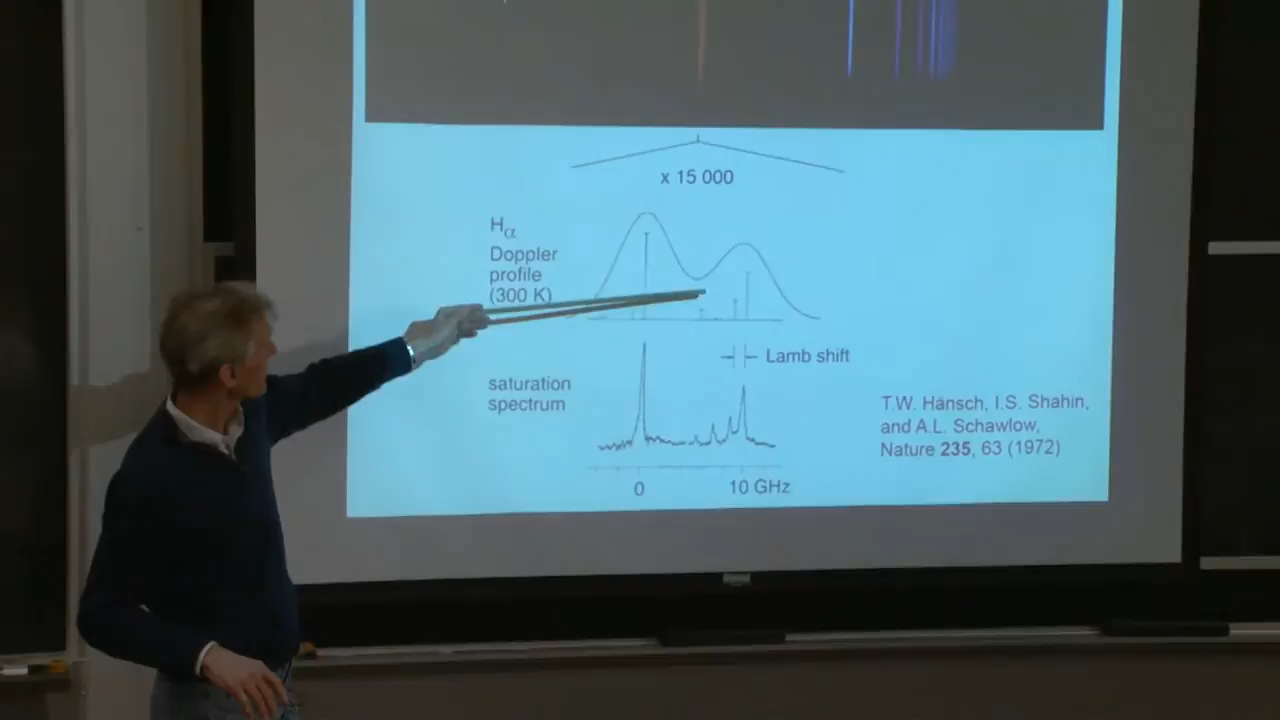 x 15 000
Hα
Doppler
profile
(300 K)
Lamb shift
saturation
spectrum
T.W. Hänsch, I.S. Shahin,
and A.L. Schawlow,
Nature 235, 63 (1972)
0
10 GHz